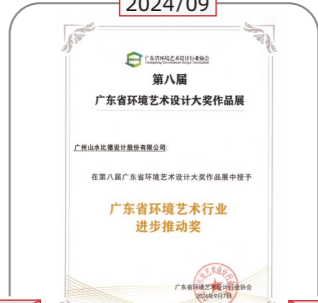 2024/09
广东省环境艺术设计行业协会
第八届
广东省环境艺术设计大奖作品展
广州山水比德设计股份有限公司:
在第八届广东省环境艺术设计大奖作品展中授予
广东省环境艺术行业
进步推动奖
广东省环境艺术设计行业协会
2024年9月7日